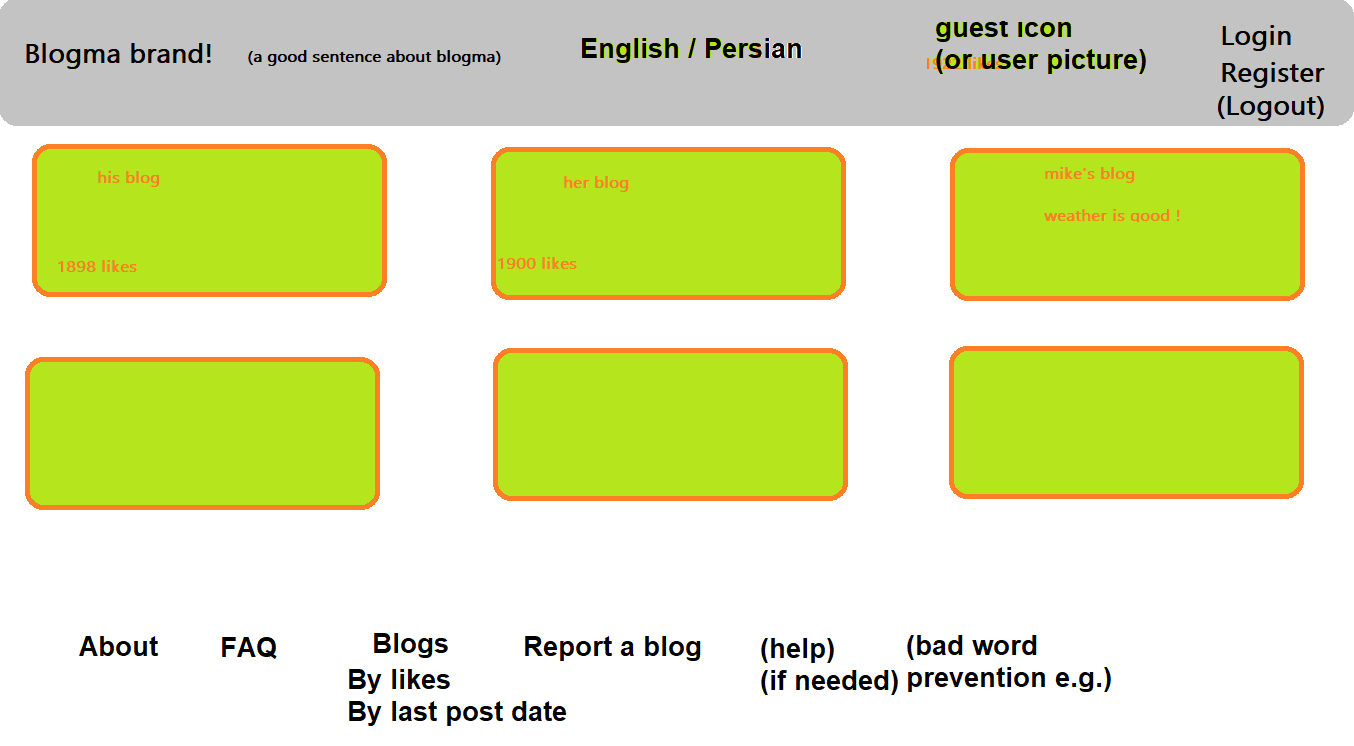 Blogma brand!
(a good sentence about blogma)
English / Persian
guest icon
(or user picture)
Login
Register
(Logout)
his blog
1898 likes
her blog
1900 likes
mike's blog
weather is good !
About
FAQ
Blogs
By likes
By last post date
Report a blog
(help)
(if needed)
(bad word
prevention e.g.)